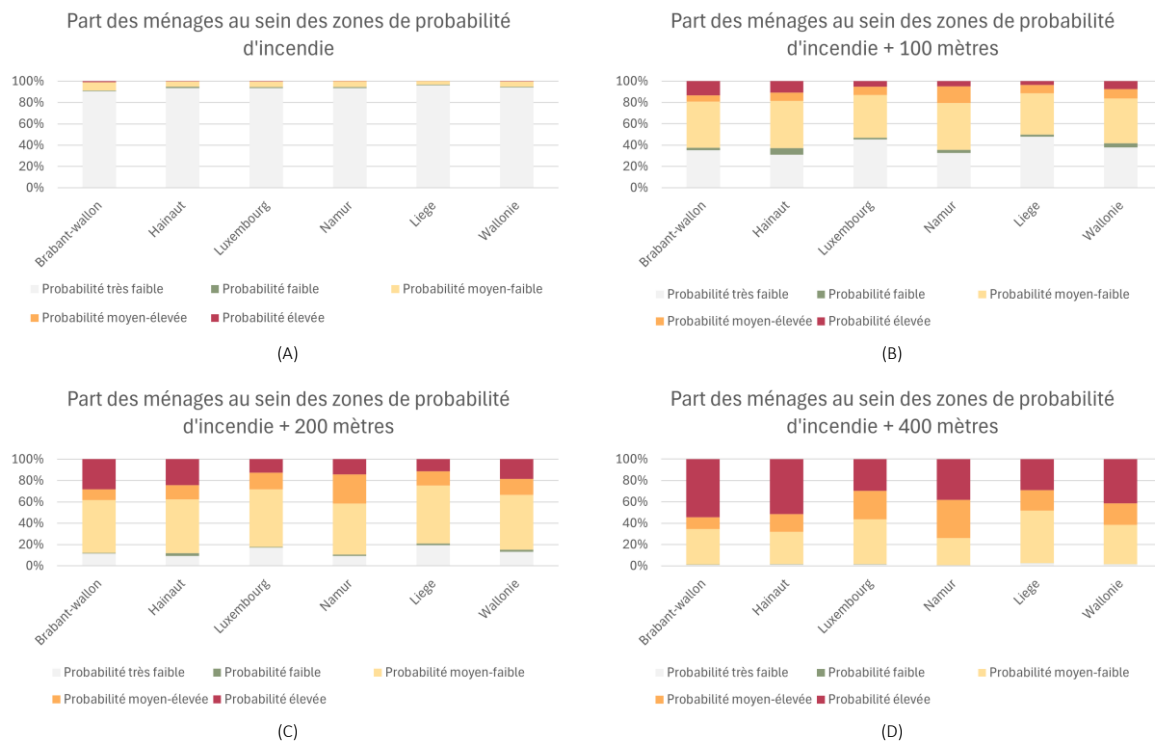 Part des ménages au sein des zones de probabilité
d'incendie
100%
80%
60%
40%
20%
0%
Brabant-wallon
Hainaut
Luxembourg
Namur
Liege
Wallonie
Probabilité très faible
Probabilité faible
Probabilité moyen-faible
Probabilité moyen-élevée
Probabilité élevée
(A)
Part des ménages au sein des zones de probabilité
d'incendie + 100 mètres
100%
80%
60%
40%
20%
0%
Brabant-wallon
Hainaut
Luxembourg
Namur
Liege
Wallonie
Probabilité très faible
Probabilité faible
Probabilité moyen-faible
Probabilité moyen-élevée
Probabilité élevée
(B)
Part des ménages au sein des zones de probabilité
d'incendie + 200 mètres
100%
80%
60%
40%
20%
0%
Brabant-wallon
Hainaut
Luxembourg
Namur
Liege
Wallonie
Probabilité très faible
Probabilité faible
Probabilité moyen-faible
Probabilité moyen-élevée
Probabilité élevée
(C)
Part des ménages au sein des zones de probabilité
d'incendie + 400 mètres
100%
80%
60%
40%
20%
0%
Brabant-wallon
Hainaut
Luxembourg
Namur
Liege
Wallonie
Probabilité très faible
Probabilité faible
Probabilité moyen-faible
Probabilité moyen-élevée
Probabilité élevée
(D)